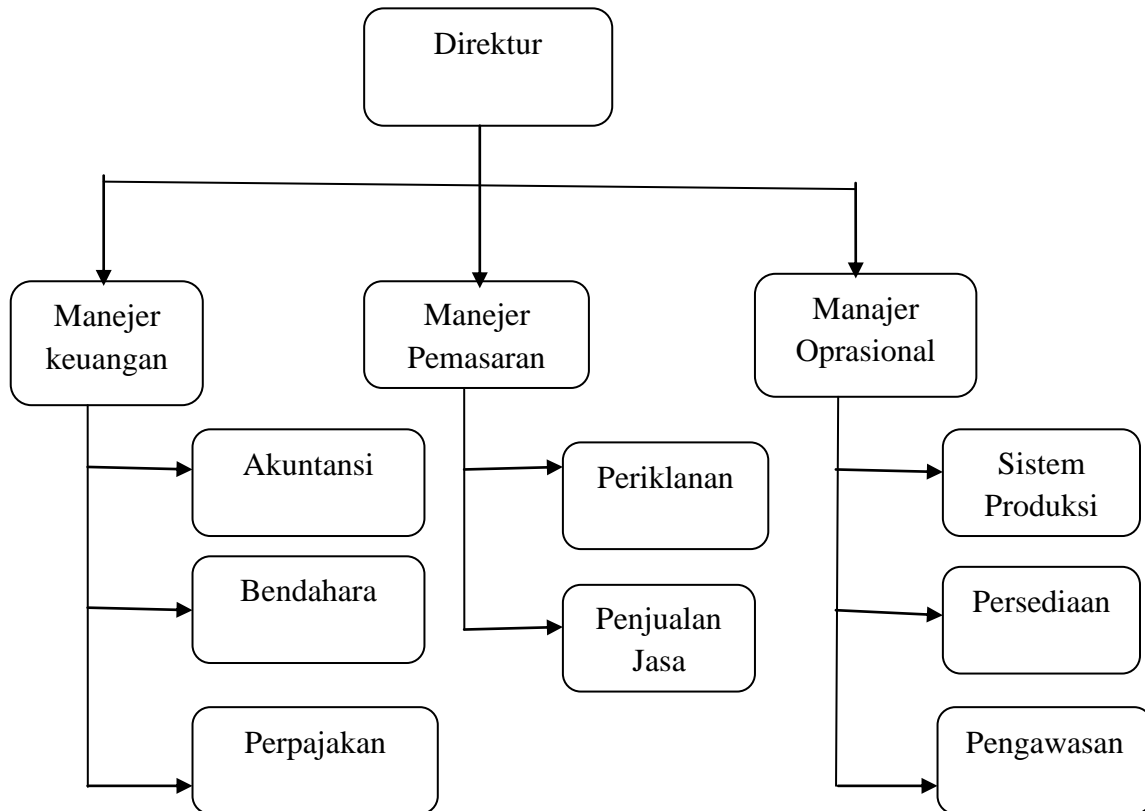 Direktur
Manejer
keuangan
Manejer
Pemasaran
Manajer
Oprasional
Akuntansi
Periklanan
Sistem
Produksi
Bendahara
Penjualan
Jasa
Persediaan
Perpajakan
Pengawasan